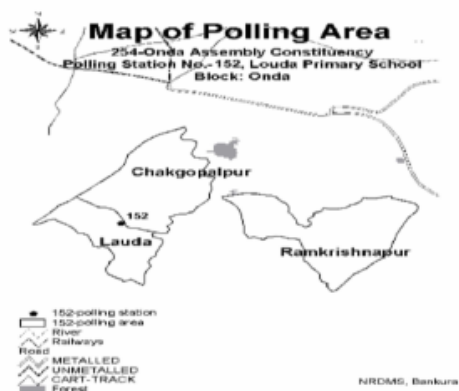 Map of Polling Area
254-Onda Assembly Constituency
Polling Station No.-152, Louda Primary School
Block: Onda
Chakgopalpur
152
Lauda
Ramkrishnapur
152-polling station
152-polling area
River
Railways
Road
METALLED
UNMETALLED
CART-TRACK
Forest
NRDMS, Bankura